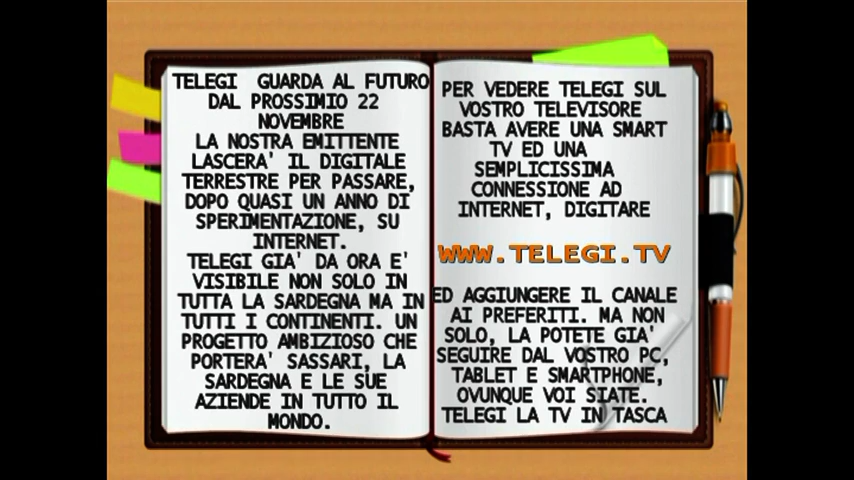 TELEGI  GUARDA AL FUTURO
DAL PROSSIMIO 22
NOVEMBRE
LA NOSTRA EMITTENTE
LASCERA' IL DIGITALE
TERRESTRE PER PASSARE,
DOPO QUASI UN ANNO DI
SPERIMENTAZIONE, SU
INTERNET.
TELEGI GIA' DA ORA E'
VISIBILE NON SOLO IN
TUTTA LA SARDEGNA MA IN
TUTTI I CONTINENTI. UN
PROGETTO AMBIZIOSO CHE
PORTERA' SASSARI, LA
SARDEGNA E LE SUE
AZIENDE IN TUTTO IL
MONDO.
PER VEDERE TELEGI SUL
VOSTRO TELEVISORE
BASTA AVERE UNA SMART
TV ED UNA
SEMPLICISSIMA
CONNESSIONE AD
INTERNET, DIGITARE
WWW.TELEGI.TV
ED AGGIUNGERE IL CANALE
AI PREFERITI. MA NON
SOLO, LA POTETE GIA'
SEGUIRE DAL VOSTRO PC,
TABLET E SMARTPHONE,
OVUNQUE VOI SIATE.
TELEGI LA TV IN TASCA